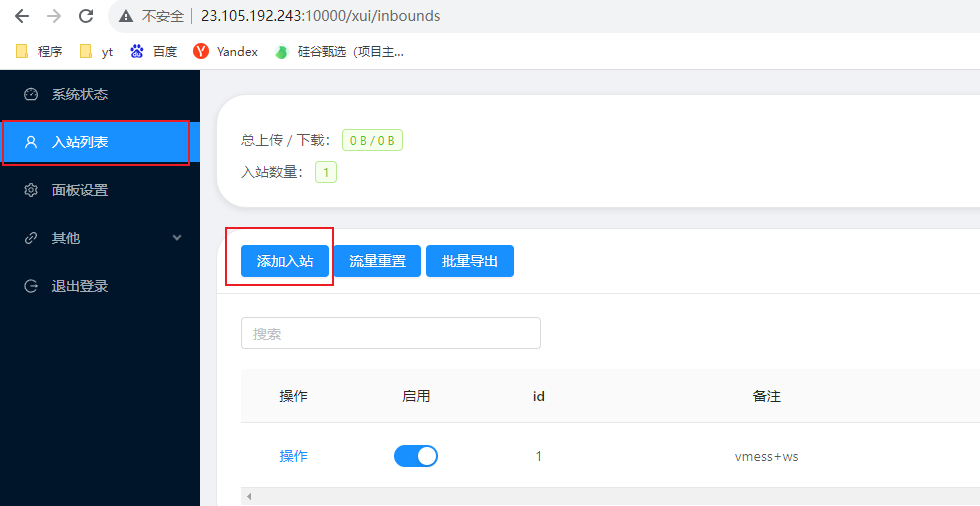 不安全 | 23.105.192.243:10000/xui/inbounds
程序 yt 百度 Yandex 硅谷甄选（项目主...
系统状态
入站列表
面板设置
其他
退出登录
总上传 / 下载： 0 B / 0 B
入站数量： 1
添加入站 流量重置 批量导出
搜索
操作 启用 id 备注
操作 1 vmess+ws